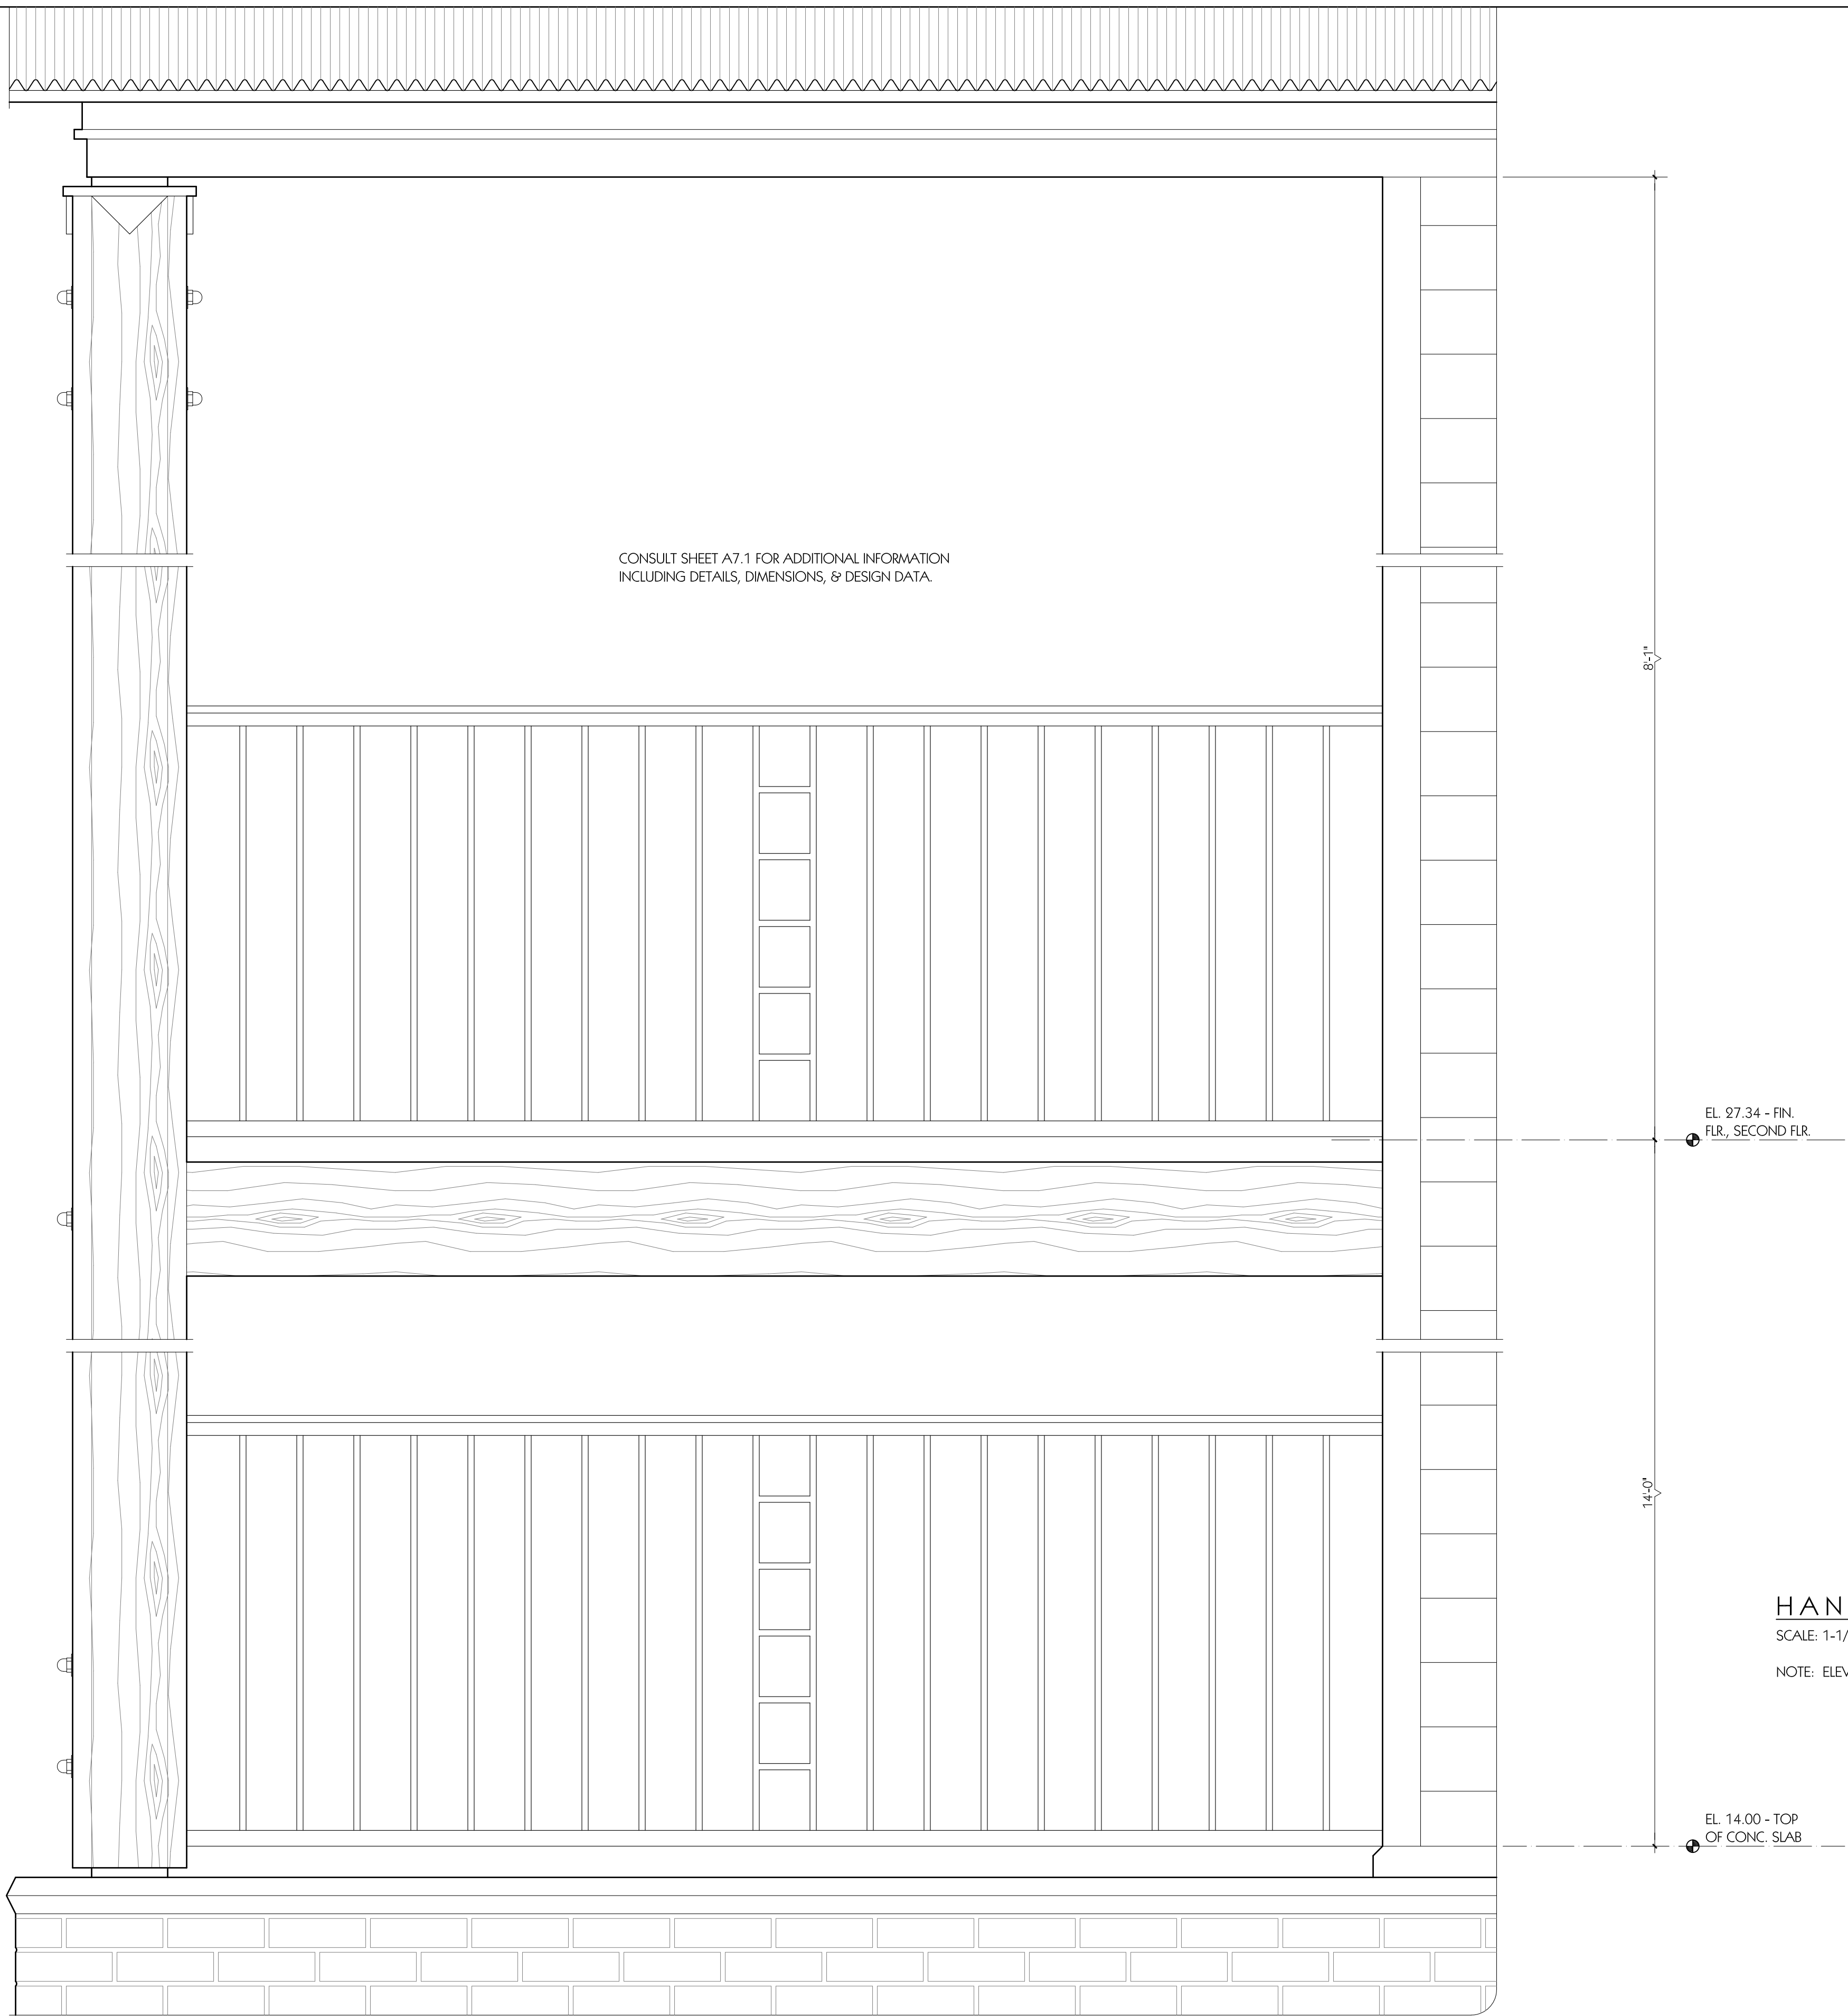 CONSULT SHEET A7.1 FOR ADDITIONAL INFORMATION
INCLUDING DETAILS, DIMENSIONS, & DESIGN DATA.
8'-1"
EL. 27.34 - FIN.
FLR., SECOND FLR.
14'-0"
HAN
SCALE: 1-1/
NOTE: ELEV
EL. 14.00 - TOP
OF CONC. SLAB